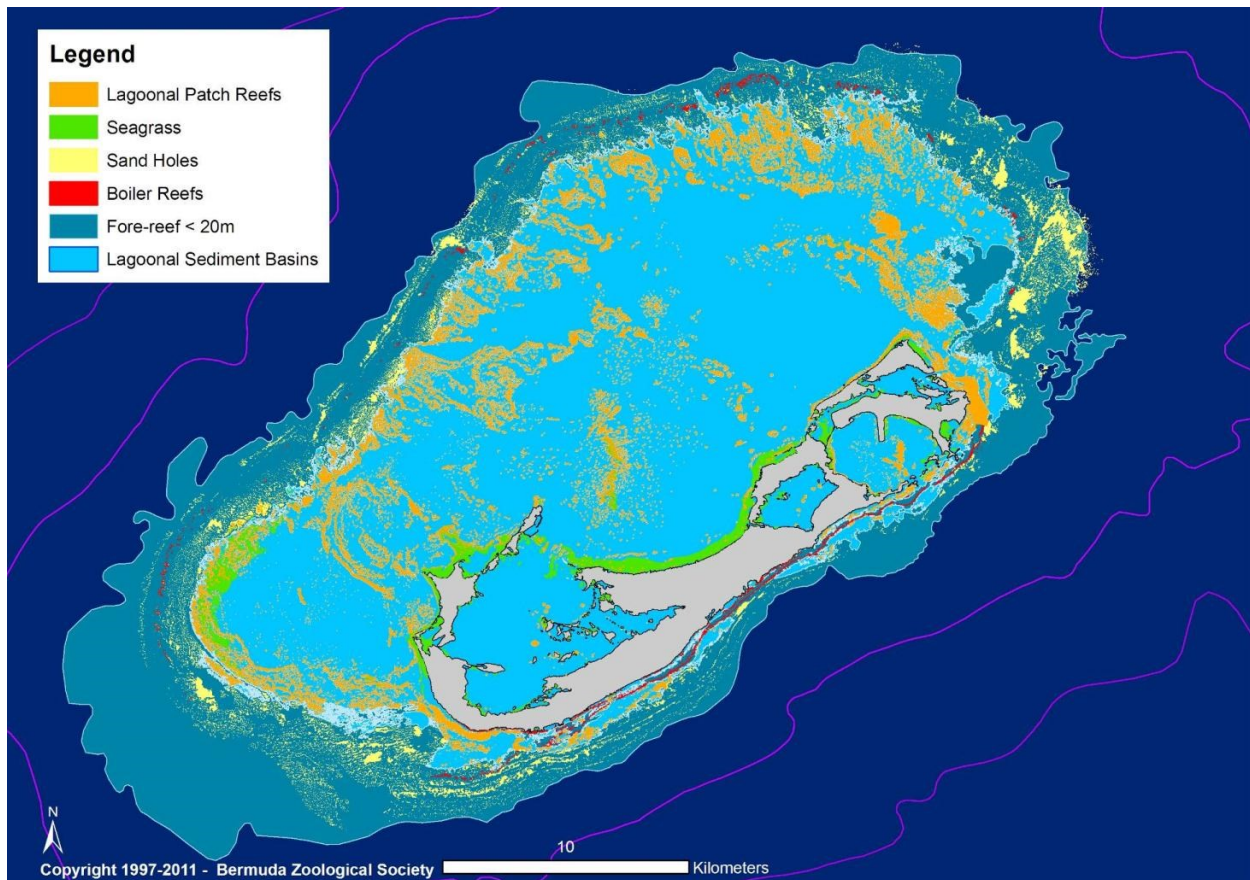 Legend
Lagoonal Patch Reefs
Seagrass
Sand Holes
Boiler Reefs
Fore-reef < 20m
Lagoonal Sediment Basins
N
10
Copyright 1997-2011 - Bermuda Zoological Society
Kilometers